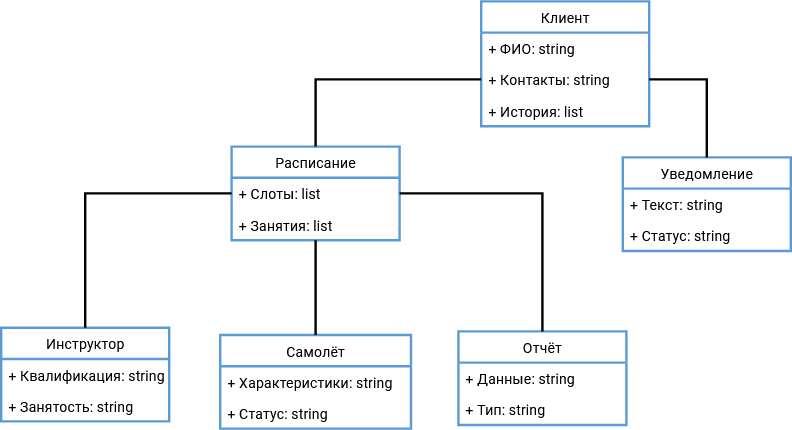 Клиент
+ ФИО: string
+ Контакты: string
+ История: list
Расписание
+ Слоты: list
+ Занятия: list
Уведомление
+ Текст: string
+ Статус: string
Инструктор
+ Квалификация: string
+ Занятость: string
Самолёт
+ Характеристики: string
+ Статус: string
Отчёт
+ Данные: string
+ Тип: string